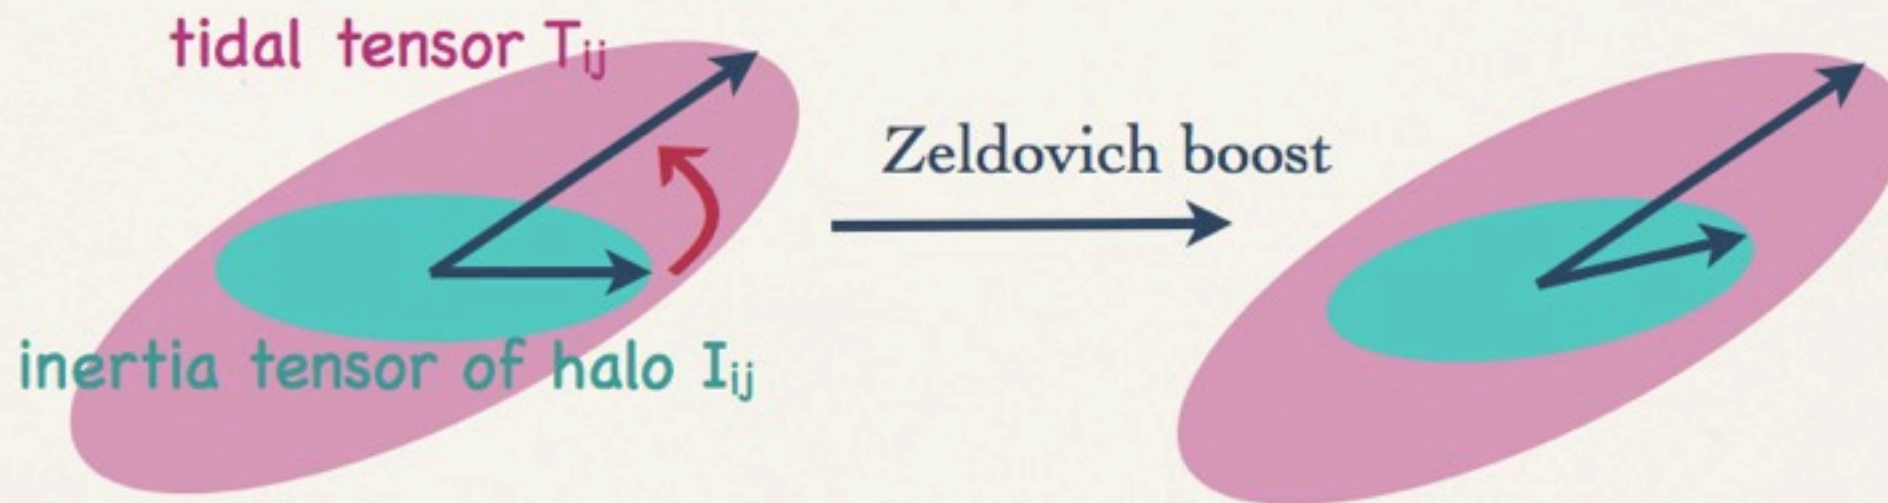 tidal tensor Tij
Zeldovich boost
inertia tensor of halo Iij